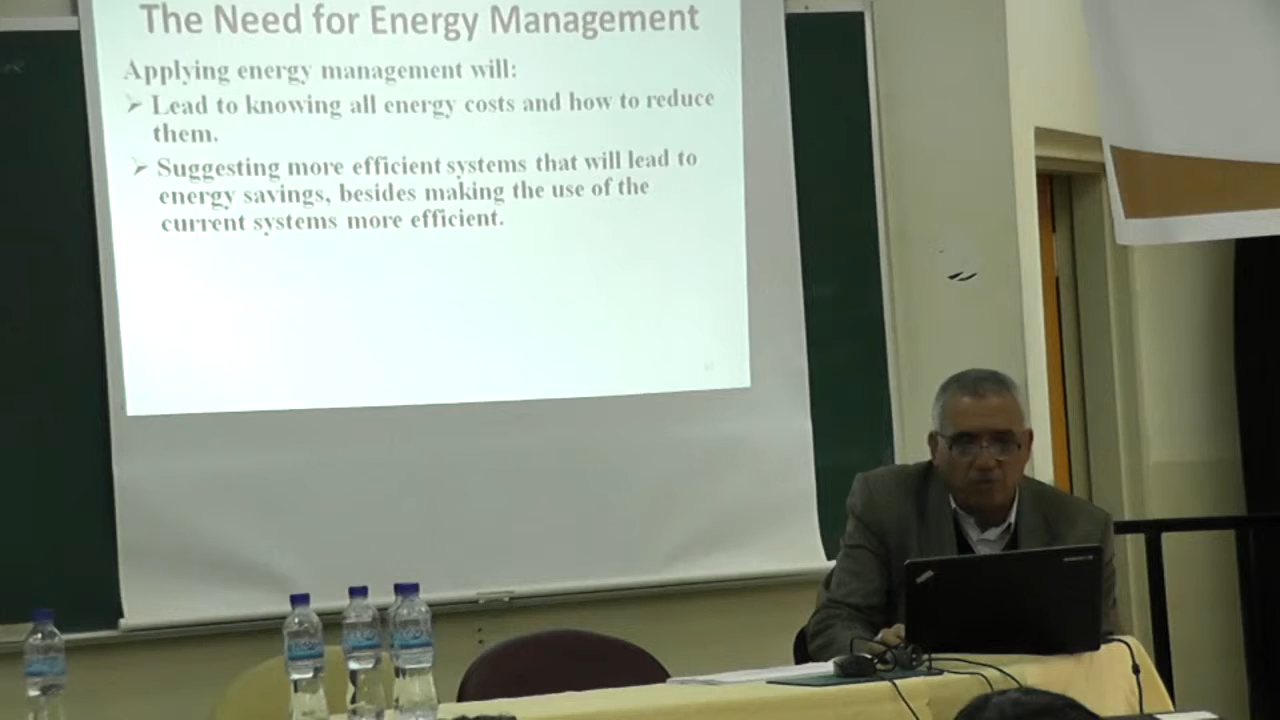 The Need for Energy Management
Applying energy management will:
➢ Lead to knowing all energy costs and how to reduce
them.
➢ Suggesting more efficient systems that will lead to
energy savings, besides making the use of the
current systems more efficient.